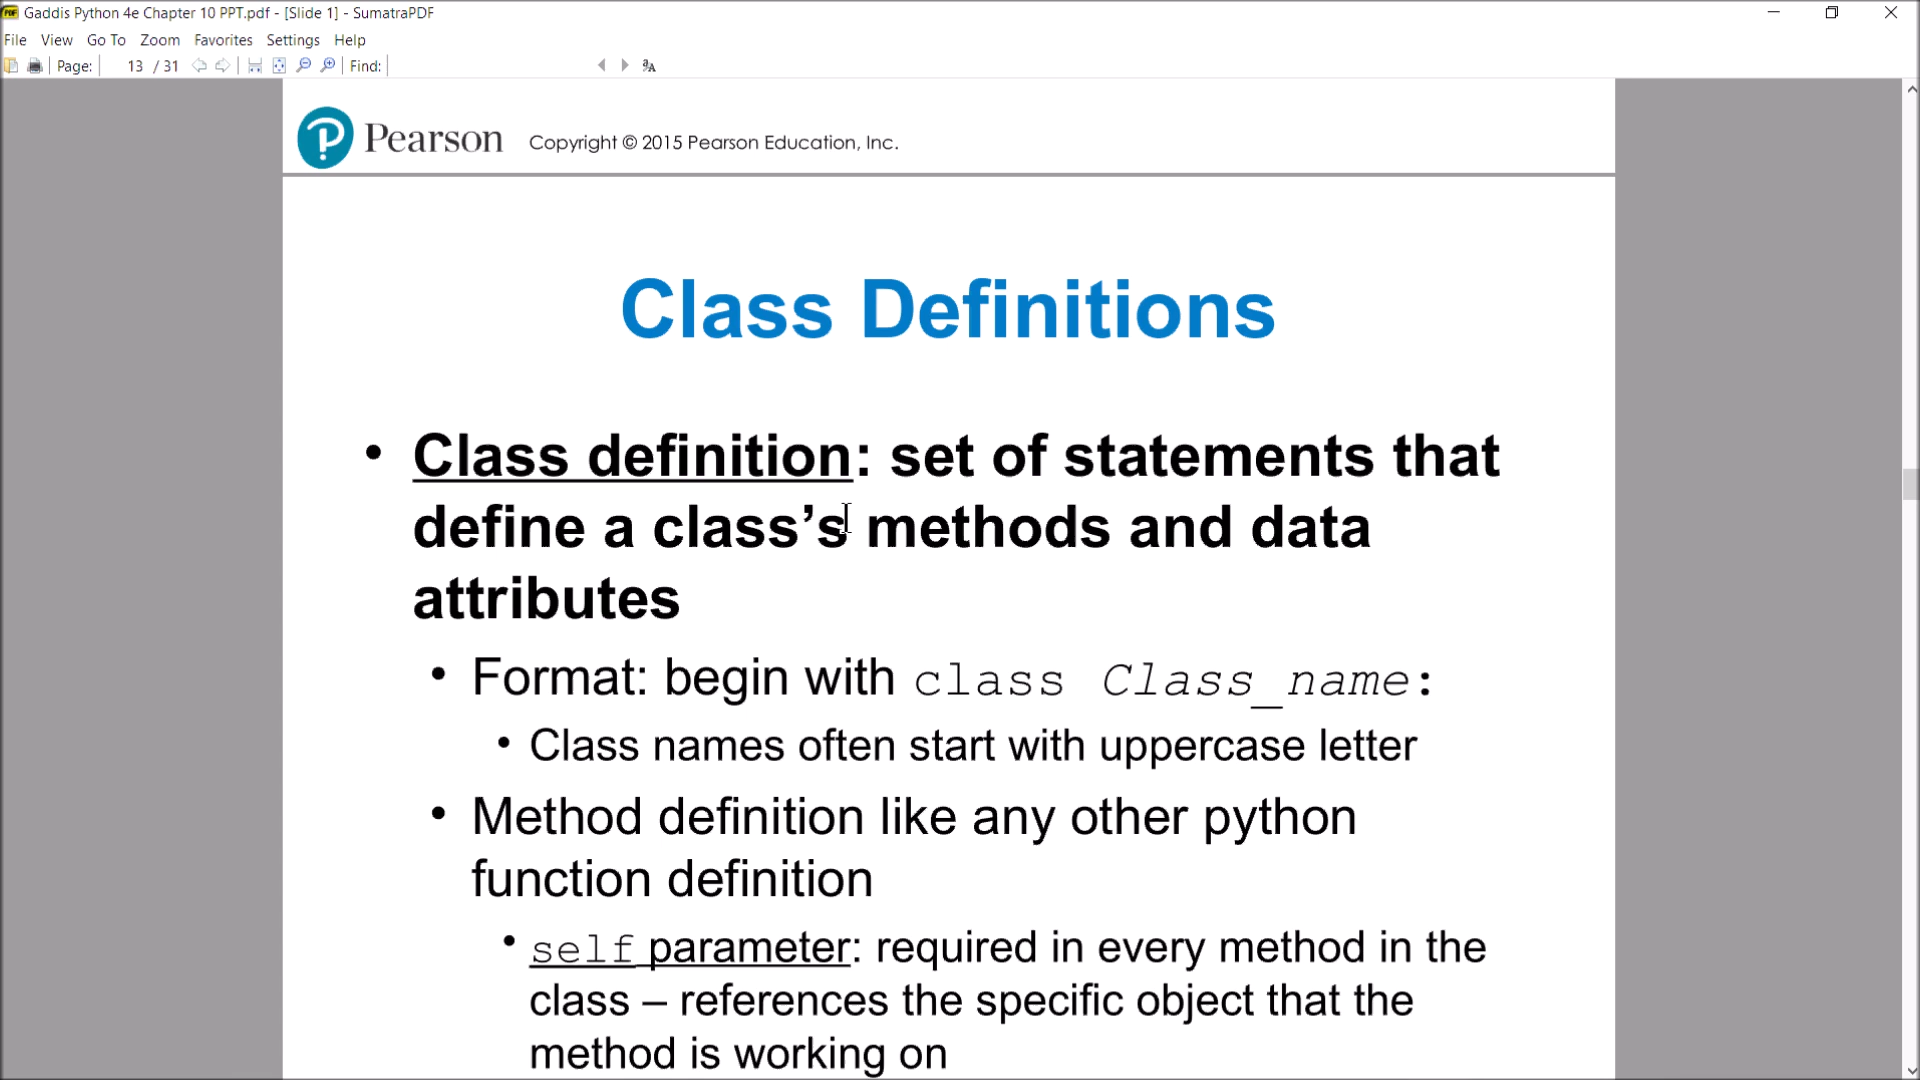 Gaddis Python 4e Chapter 10 PPT.pdf - [Slide 1] - SumatraPDF
File View Go To Zoom Favorites Settings Help
Page: 13 / 31 Find:
Pearson Copyright © 2015 Pearson Education, Inc.
Class Definitions
• Class definition: set of statements that
define a class’s methods and data
attributes
• Format: begin with class Class_name:
• Class names often start with uppercase letter
• Method definition like any other python
function definition
• self parameter: required in every method in the
class – references the specific object that the
method is working on